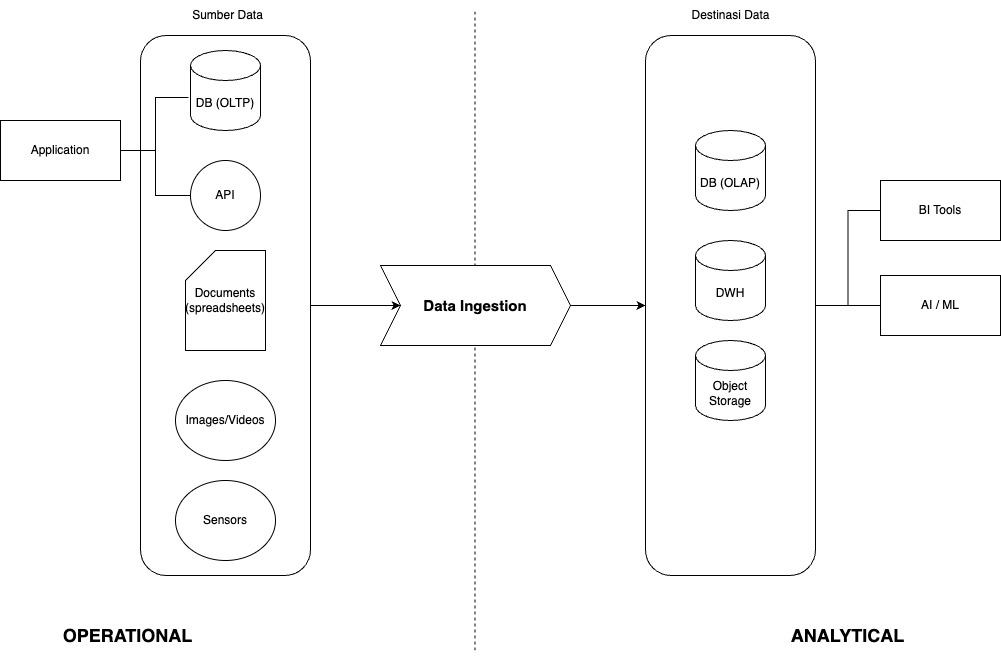 Sumber Data
Destinasi Data
DB (OLTP)
Application
API
Documents
(spreadsheets)
Images/Videos
Sensors
Data Ingestion
DB (OLAP)
DWH
Object
Storage
BI Tools
AI / ML
OPERATIONAL
ANALYTICAL